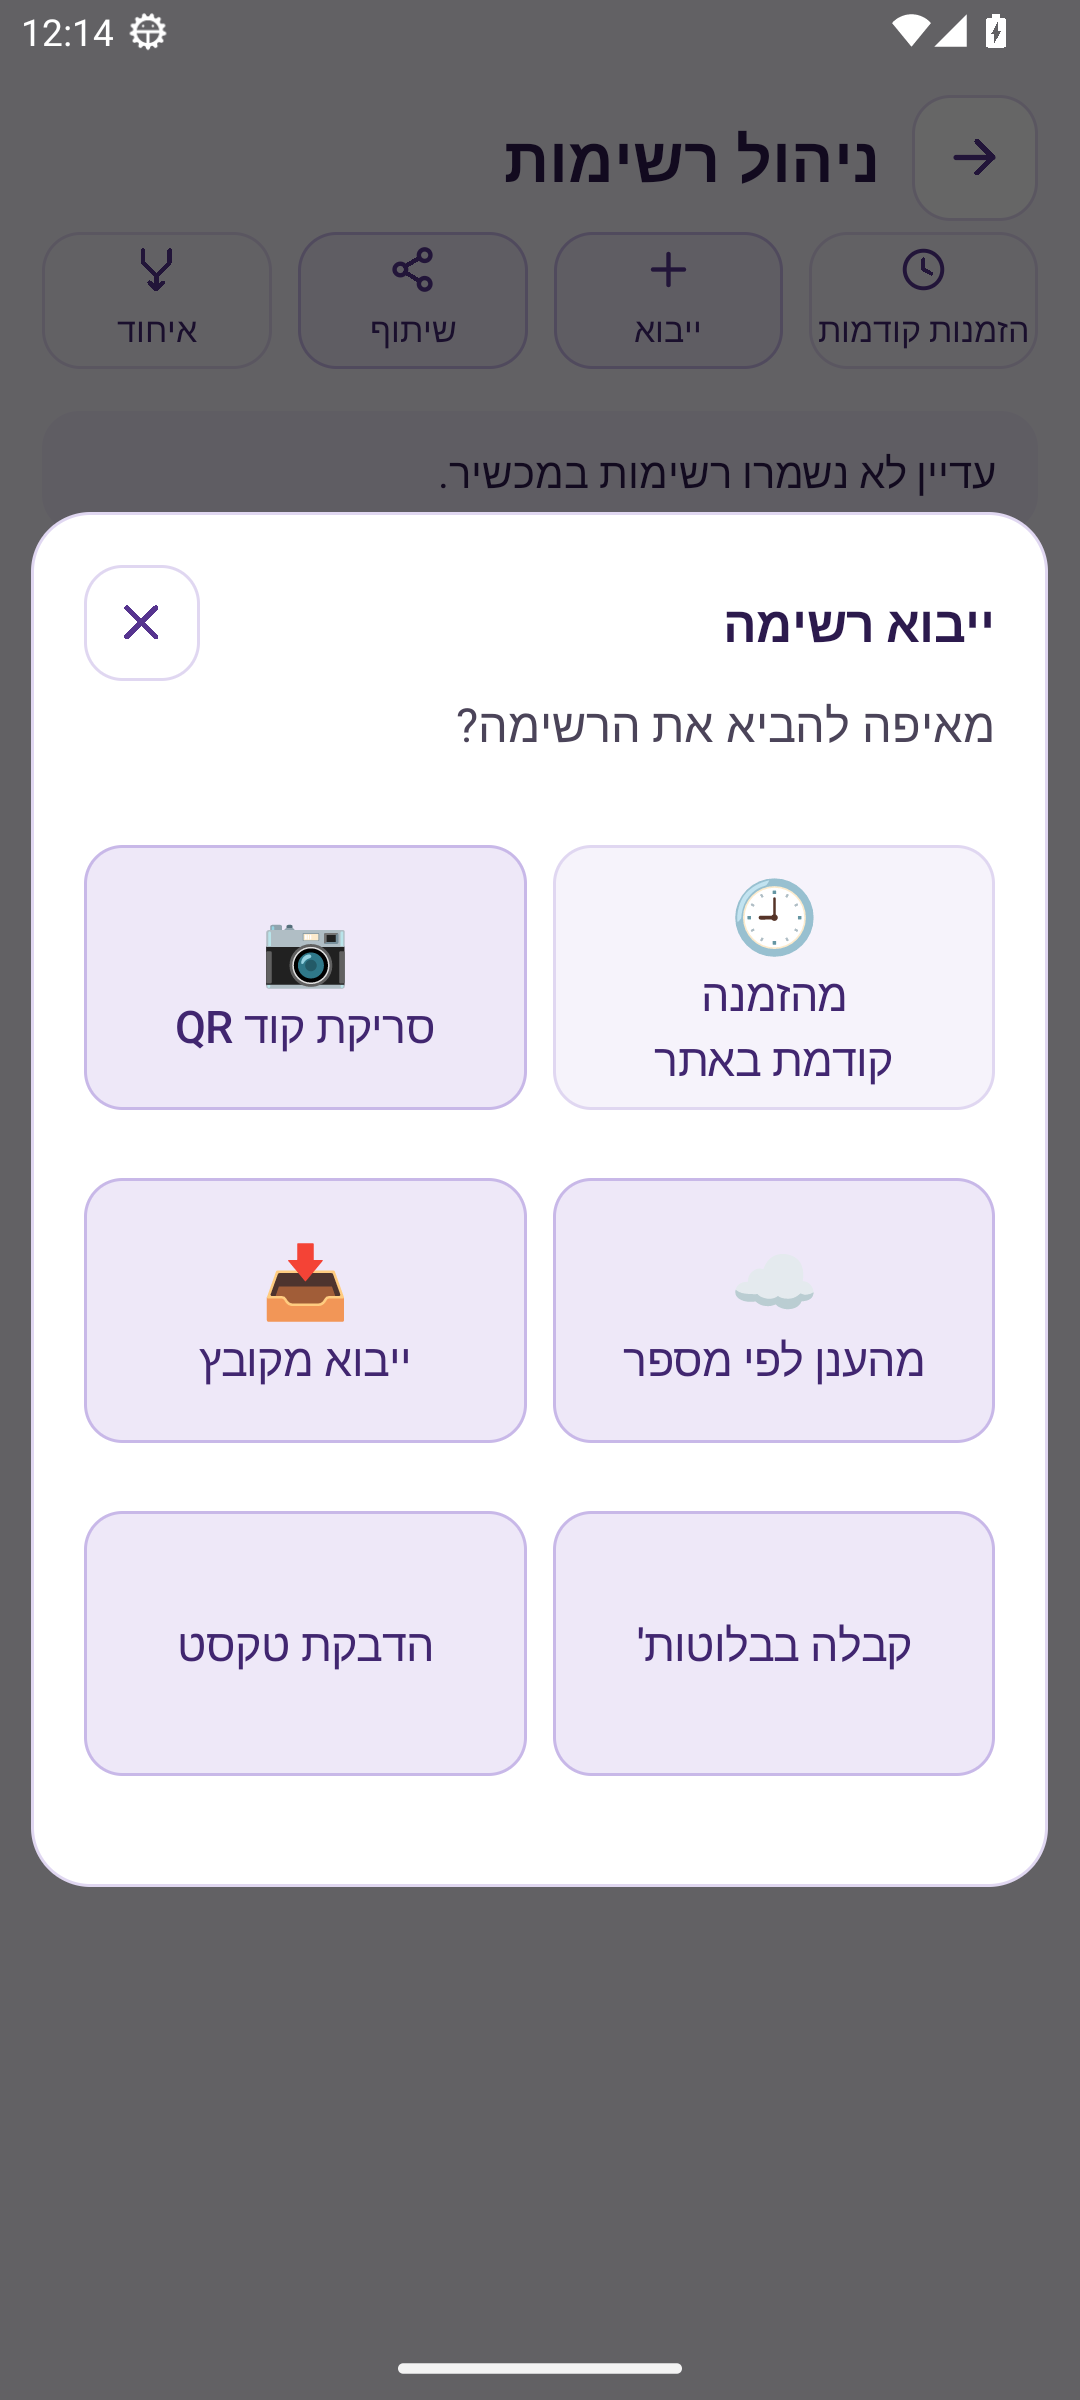 12:14
ניהול רשימות
הזמנות קודמות
ייבוא
שיתוף
איחוד
עדיין לא נשמרו רשימות במכשיר.
ייבוא רשימה
מאיפה להביא את הרשימה?
מהזמנה
קודמת באתר
סריקת קוד QR
מהענן לפי מספר
ייבוא מקובץ
קבלה בבלוטות'
הדבקת טקסט